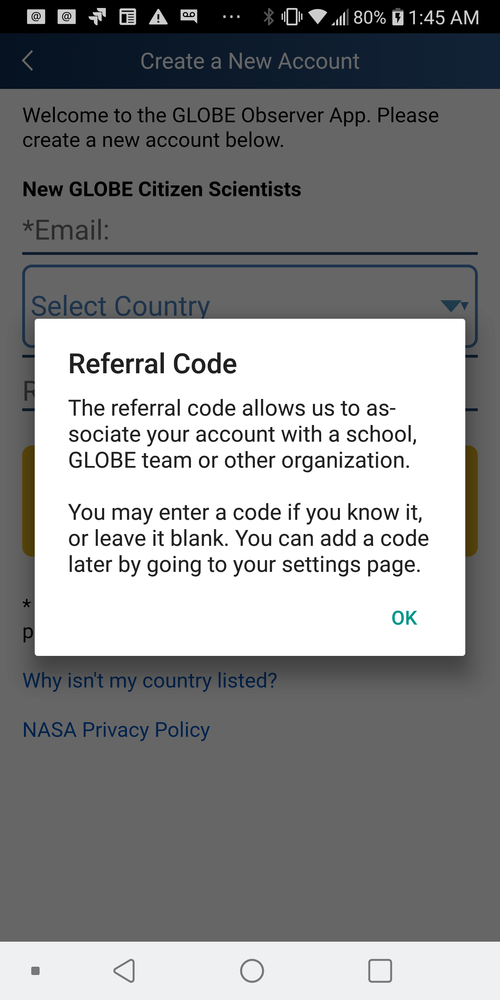 @ @ 80% 1:45 AM
Create a New Account
Welcome to the GLOBE Observer App. Please
create a new account below.
New GLOBE Citizen Scientists
*Email:
Select Country
Referral Code
The referral code allows us to as-
sociate your account with a school,
GLOBE team or other organization.
You may enter a code if you know it,
or leave it blank. You can add a code
later by going to your settings page.
OK
*
Why isn't my country listed?
NASA Privacy Policy